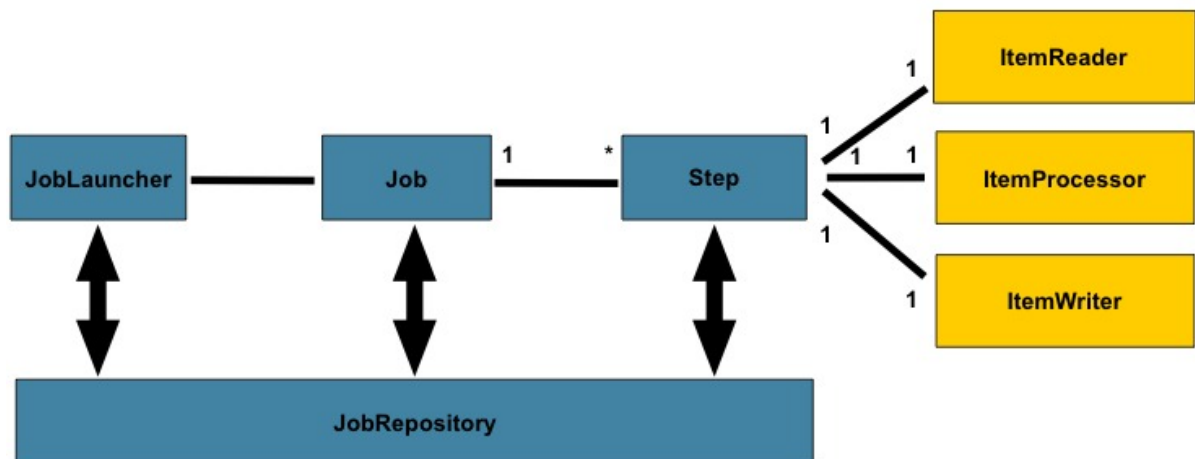 ItemReader
1
1
1 *
JobLauncher Job Step
1 1
ItemProcessor
1
1
ItemWriter
JobRepository